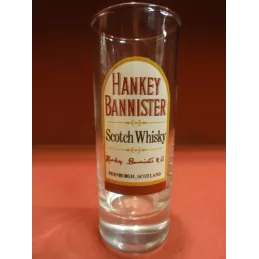 HANKEY
BANNISTER
Scotch Whisky
Hankey Bannister & Co
EDINBURGH, SCOTLAND